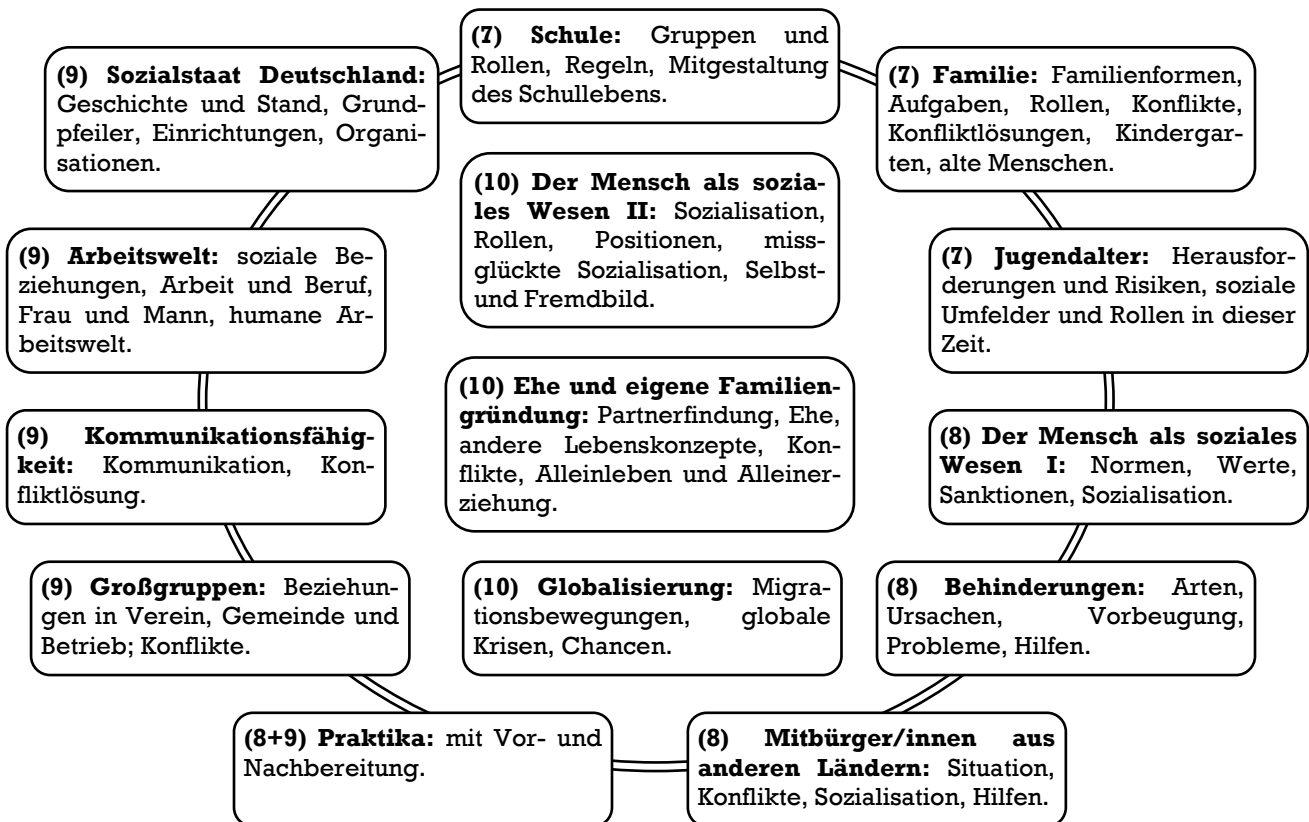 (7) Schule: Gruppen und
Rollen, Regeln, Mitgestaltung
des Schullebens.
(7) Familie: Familienformen,
Aufgaben, Rollen, Konflikte,
Konfliktlösungen, Kindergar-
ten, alte Menschen.
(7) Jugendalter: Herausfor-
derungen und Risiken, soziale
Umfelder und Rollen in dieser
Zeit.
(8) Der Mensch als soziales
Wesen I: Normen, Werte,
Sanktionen, Sozialisation.
(8) Behinderungen: Arten,
Ursachen, Vorbeugung,
Probleme, Hilfen.
(8) Mitbürger/innen aus
anderen Ländern: Situation,
Konflikte, Sozialisation, Hilfen.
(8+9) Praktika: mit Vor- und
Nachbereitung.
(9) Großgruppen: Beziehun-
gen in Verein, Gemeinde und
Betrieb; Konflikte.
(9) Kommunikationsfähig-
keit: Kommunikation, Kon-
fliktlösung.
(9) Arbeitswelt: soziale Be-
ziehungen, Arbeit und Beruf,
Frau und Mann, humane Ar-
beitswelt.
(9) Sozialstaat Deutschland:
Geschichte und Stand, Grund-
pfeiler, Einrichtungen, Organi-
sationen.
(10) Der Mensch als sozia-
les Wesen II: Sozialisation,
Rollen, Positionen, miss-
glückte Sozialisation, Selbst-
und Fremdbild.
(10) Ehe und eigene Familien-
gründung: Partnerfindung, Ehe,
andere Lebenskonzepte, Kon-
flikte, Alleinleben und Alleiner-
ziehung.
(10) Globalisierung: Migra-
tionsbewegungen, globale
Krisen, Chancen.